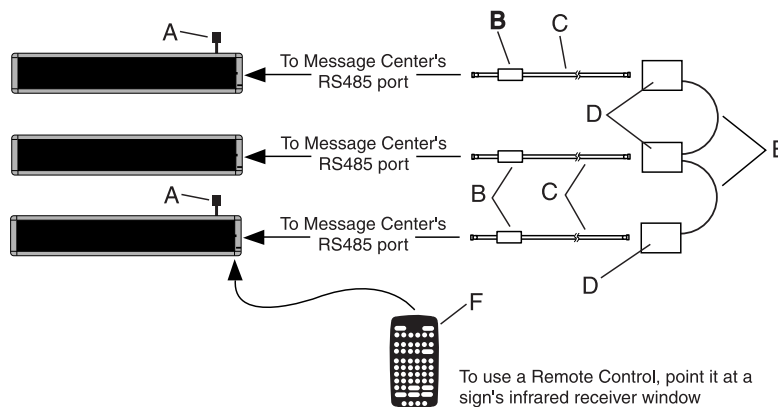 A
B
C
To Message Center's
RS485 port
D
To Message Center's
RS485 port
E
A
B
C
To Message Center's
RS485 port
D
F
To use a Remote Control, point it at a
sign's infrared receiver window